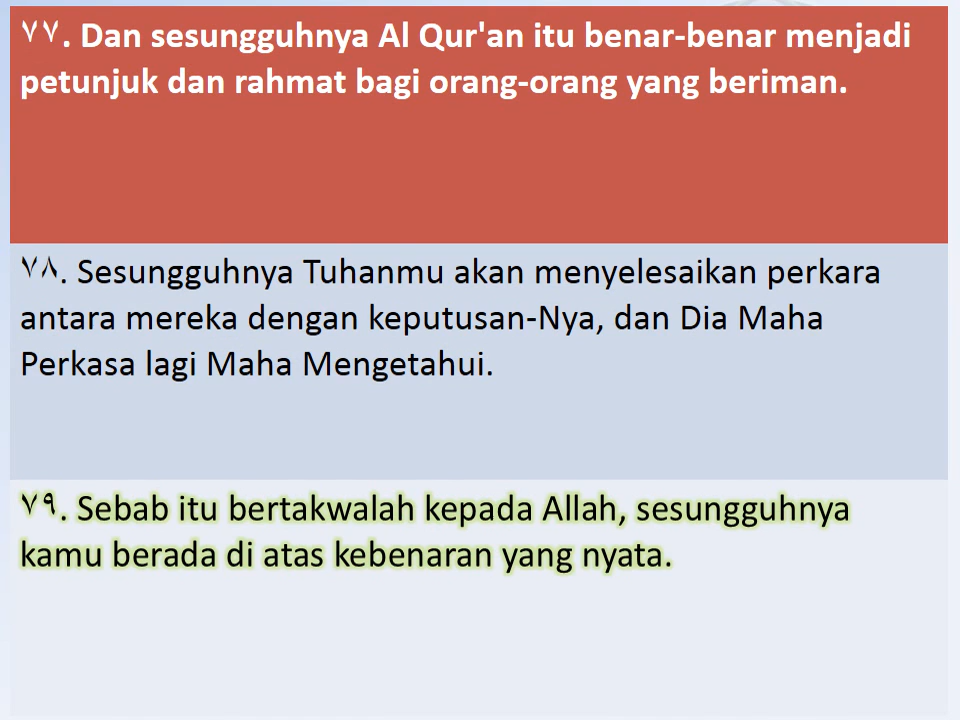 ٧٧. Dan sesungguhnya Al Qur'an itu benar-benar menjadi
petunjuk dan rahmat bagi orang-orang yang beriman.
٧٨. Sesungguhnya Tuhanmu akan menyelesaikan perkara
antara mereka dengan keputusan-Nya, dan Dia Maha
Perkasa lagi Maha Mengetahui.
٧٩. Sebab itu bertakwalah kepada Allah, sesungguhnya
kamu berada di atas kebenaran yang nyata.